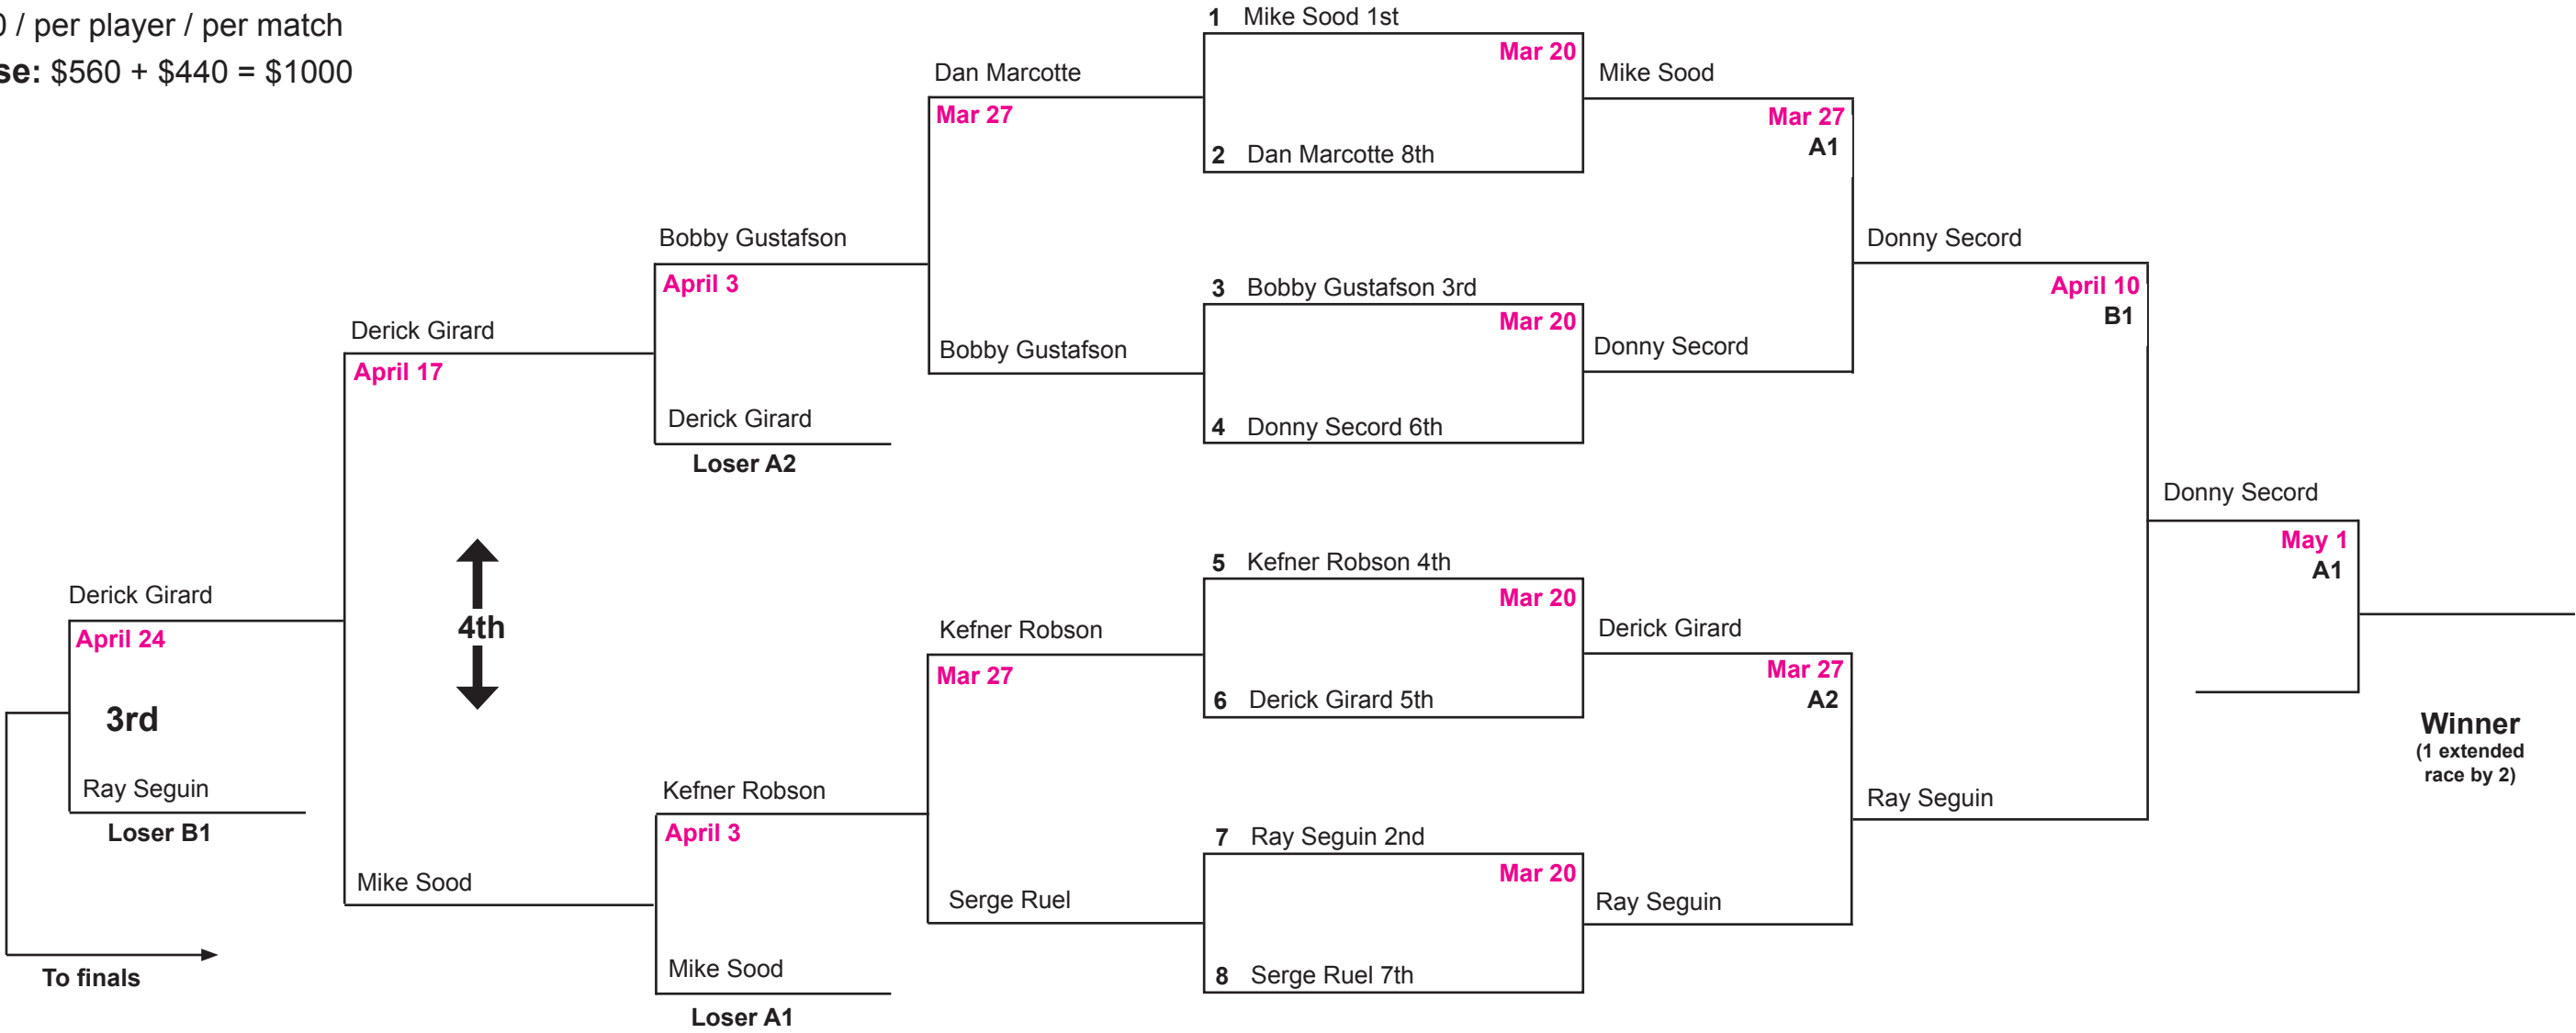 0 / per player / per match
se: $560 + $440 = $1000
1 Mike Sood 1st
Mar 20
2 Dan Marcotte 8th
Dan Marcotte
Mar 27
Mike Sood
Mar 27
A1
Bobby Gustafson
April 3
Donny Secord
April 10
B1
3 Bobby Gustafson 3rd
Mar 20
4 Donny Secord 6th
Bobby Gustafson
Donny Secord
Derick Girard
April 17
Derick Girard
Loser A2
Donny Secord
May 1
A1
5 Kefner Robson 4th
Mar 20
6 Derick Girard 5th
4th
Derick Girard
April 24
3rd
Kefner Robson
Mar 27
Derick Girard
Mar 27
A2
Winner
(1 extended
race by 2)
Ray Seguin
Loser B1
Kefner Robson
April 3
Ray Seguin
7 Ray Seguin 2nd
Mar 20
8 Serge Ruel 7th
Mike Sood
Serge Ruel
Ray Seguin
To finals
Mike Sood
Loser A1